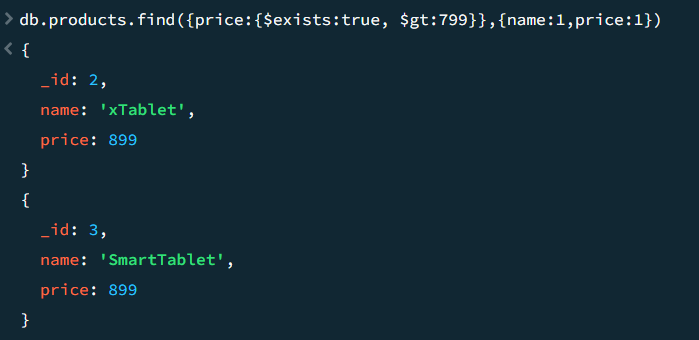 > db.products.find({price:{$exists:true, $gt:799}},{name:1,price:1})
< {
_id: 2,
name: 'xTablet',
price: 899
}
{
_id: 3,
name: 'SmartTablet',
price: 899
}